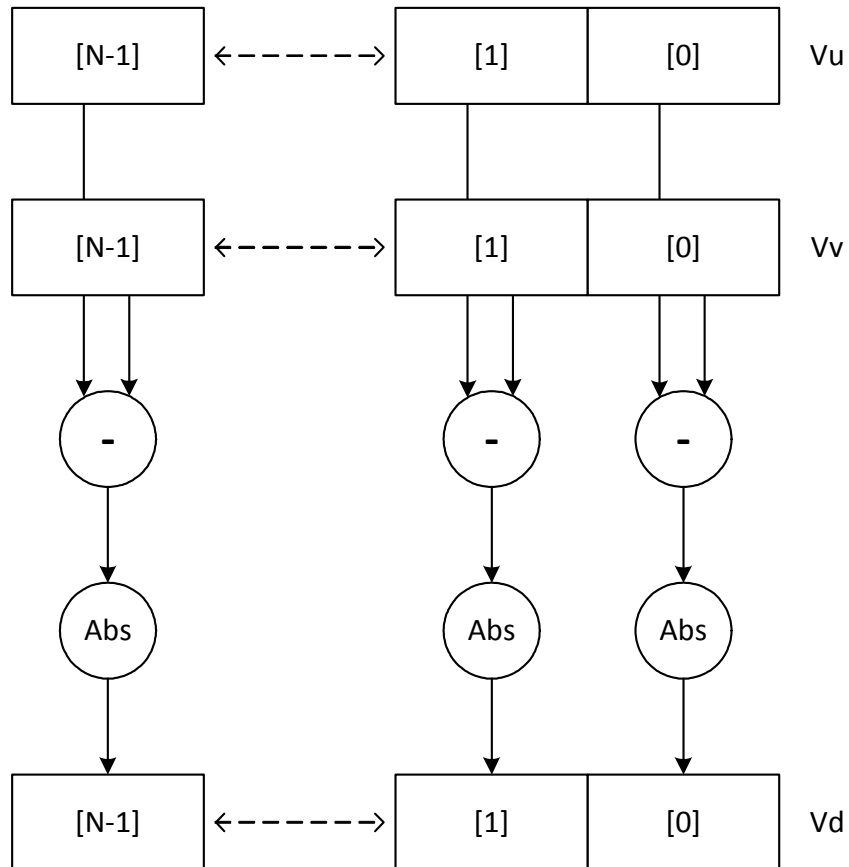 [N-1] [1] [0] Vu
[N-1] [1] [0] Vv
- - -
Abs Abs Abs
[N-1] [1] [0] Vd